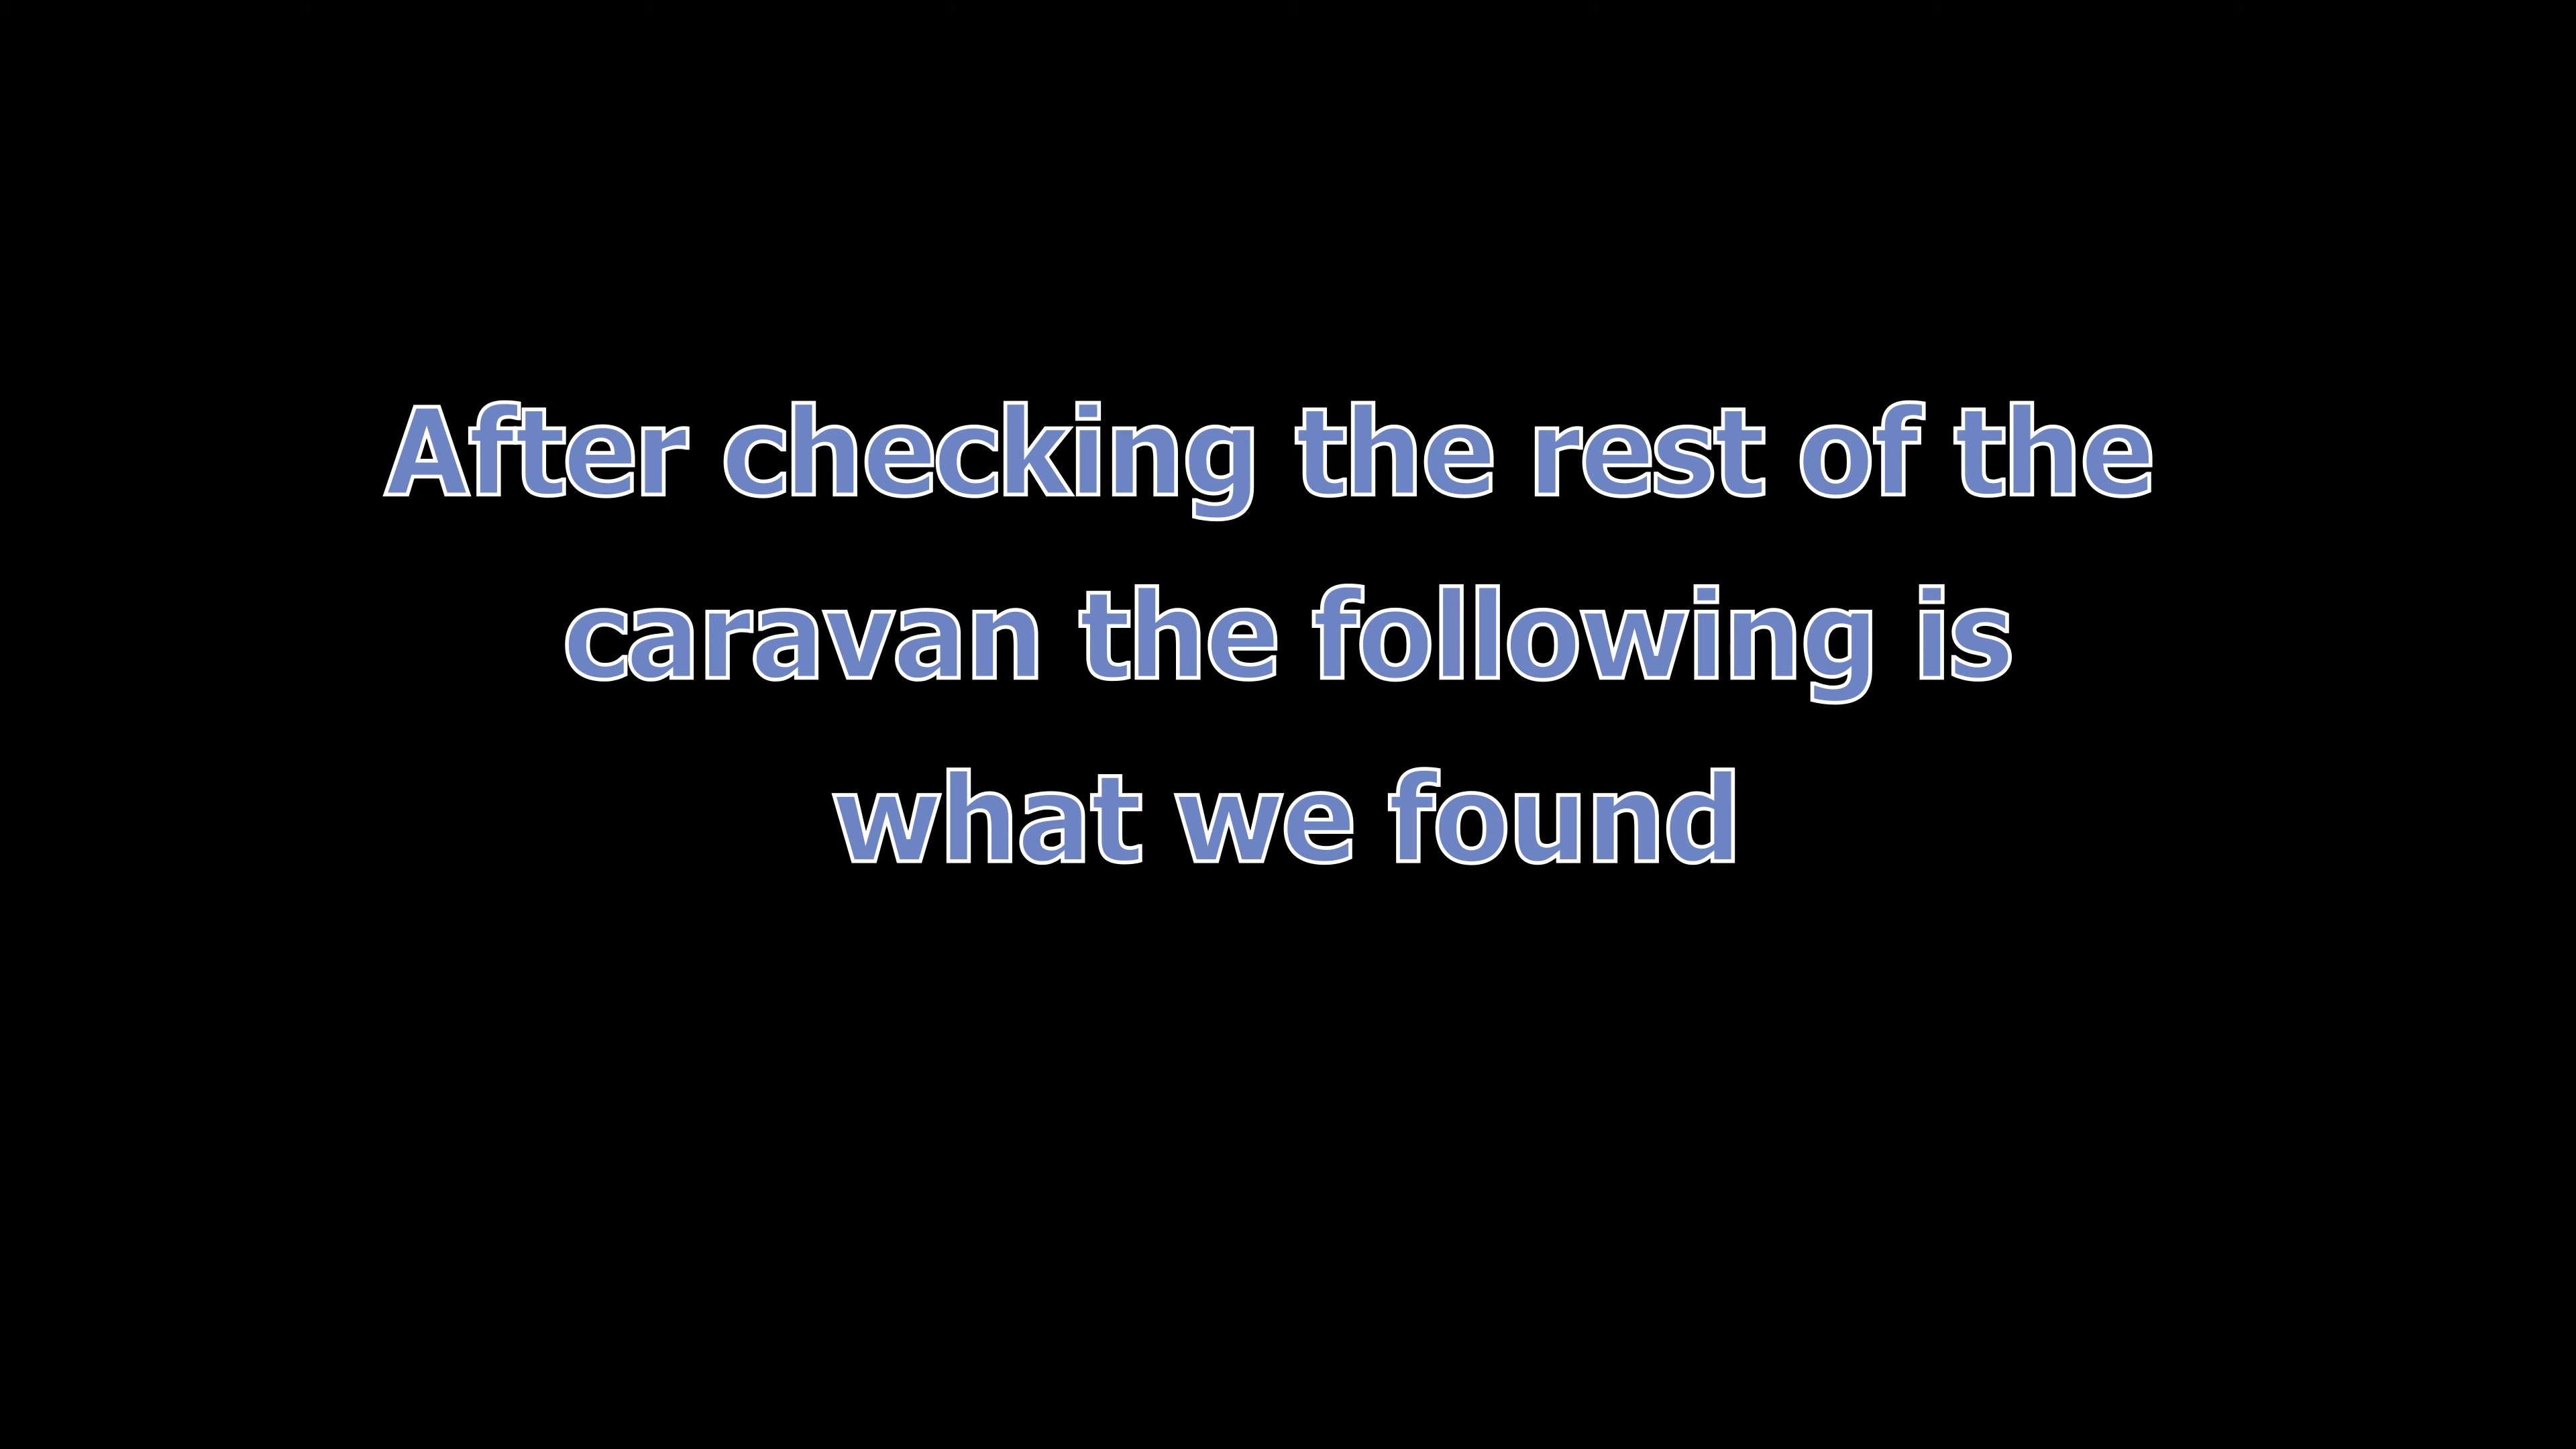 After checking the rest of the
caravan the following is
what we found